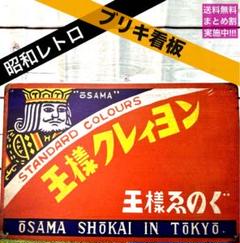 昭和レトロ
ブリキ看板
送料無料
まとめ割
実施中!!!
"ŌSAMA"
STANDARD COLOURS
王様クレイヨン
王様ゑのぐ
ŌSAMA SHŌKAI IN TŌKYŌ.